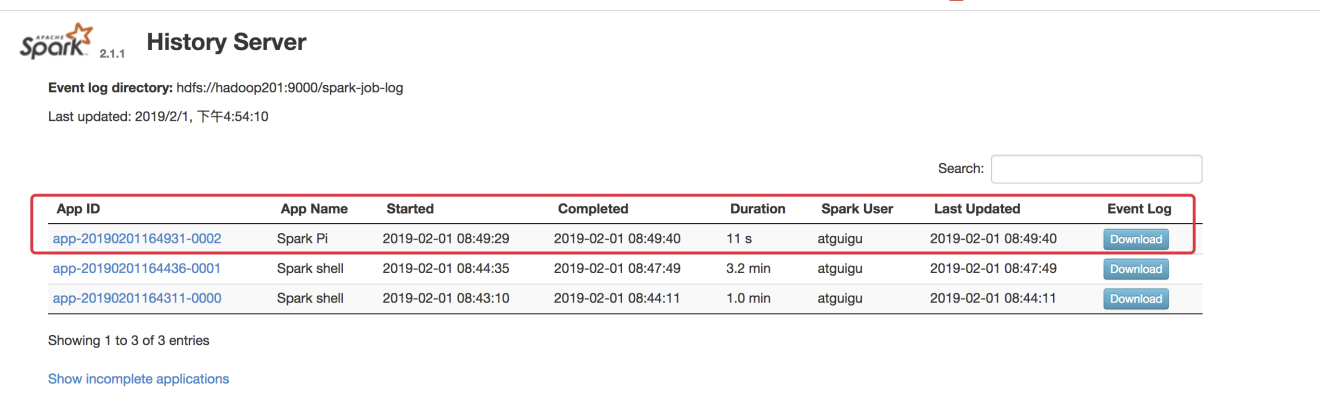 APACHE
Spark 2.1.1 History Server
Event log directory: hdfs://hadoop201:9000/spark-job-log
Last updated: 2019/2/1, 下午4:54:10
Search:
App ID App Name Started Completed Duration Spark User Last Updated Event Log
app-20190201164931-0002 Spark Pi 2019-02-01 08:49:29 2019-02-01 08:49:40 11 s atguigu 2019-02-01 08:49:40 Download
app-20190201164436-0001 Spark shell 2019-02-01 08:44:35 2019-02-01 08:47:49 3.2 min atguigu 2019-02-01 08:47:49 Download
app-20190201164311-0000 Spark shell 2019-02-01 08:43:10 2019-02-01 08:44:11 1.0 min atguigu 2019-02-01 08:44:11 Download
Showing 1 to 3 of 3 entries
Show incomplete applications